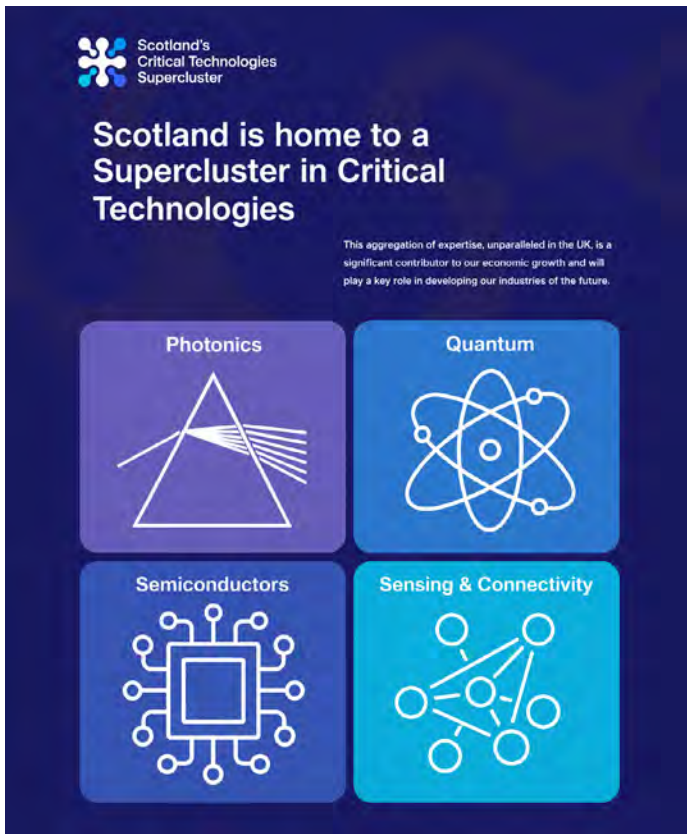 Scotland's
Critical Technologies
Supercluster
Scotland is home to a
Supercluster in Critical
Technologies
This aggregation of expertise, unparalleled in the UK, is a
significant contributor to our economic growth and will
play a key role in developing our industries of the future.
Photonics
Quantum
Semiconductors
Sensing & Connectivity